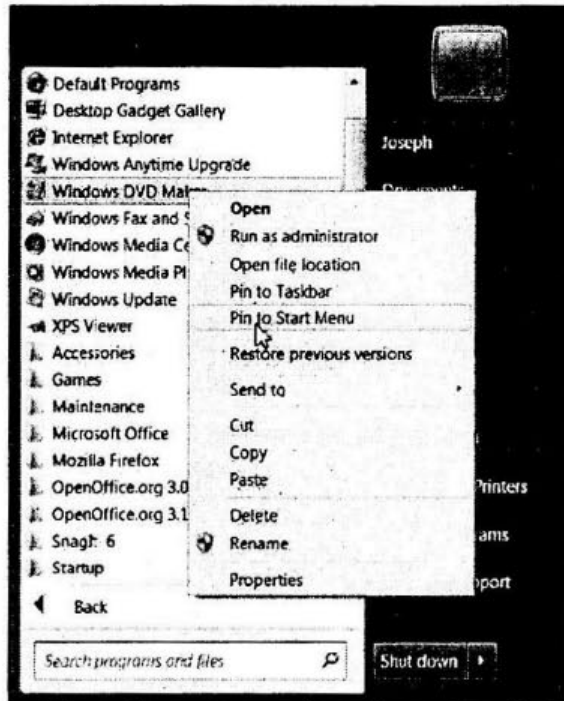 Default Programs
Desktop Gadget Gallery
Internet Explorer
Windows Anytime Upgrade
Windows DVD Maker
Windows Fax and S
Windows Media Ce
Windows Media Pl
Windows Update
XPS Viewer
Accessories
Games
Maintenance
Microsoft Office
Mozilla Firefox
OpenOffice.org 3.0
OpenOffice.org 3.1
SnagIt 6
Startup
Back
Search programs and files
Open
Run as administrator
Open file location
Pin to Taskbar
Pin to Start Menu
Restore previous versions
Send to
Cut
Copy
Paste
Delete
Rename
Properties
Joseph
Documents
Printers
ams
pport
Shut down